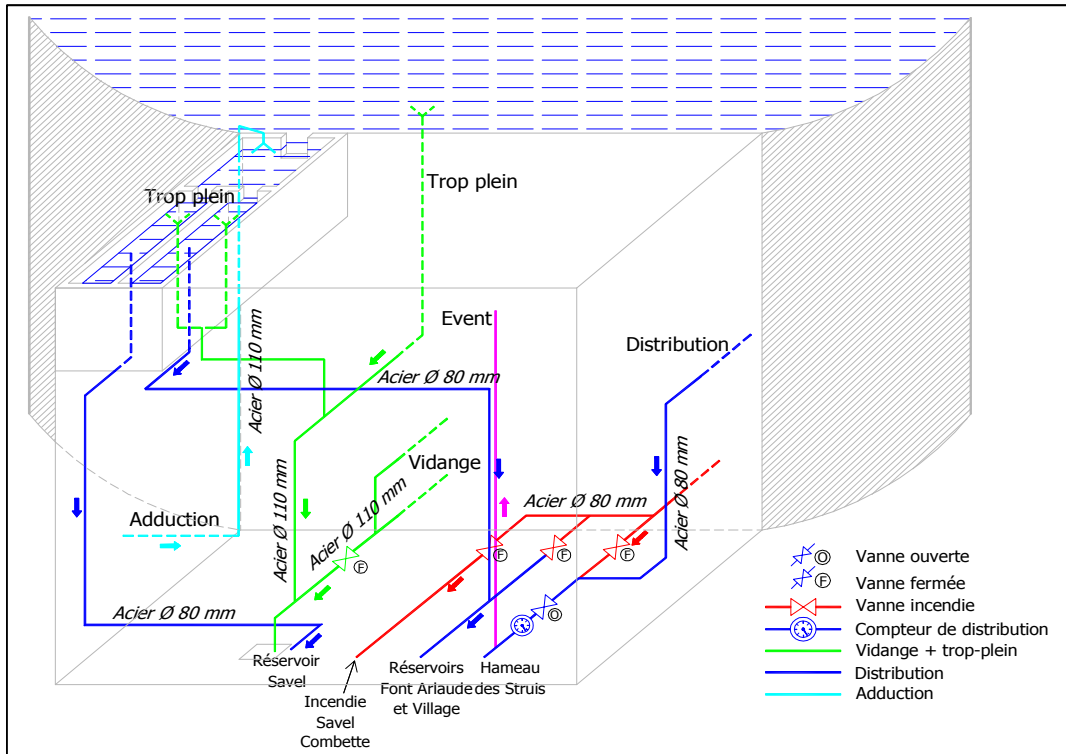 Trop plein
Trop plein
Event
Distribution
Acier Ø 110 mm
Acier Ø 80 mm
Vidange
Acier Ø 80 mm
Acier Ø 80 mm
Adduction
Acier Ø 110 mm
Acier Ø 110 mm
F
F
F
F
O
Acier Ø 80 mm
Réservoir
Savel
Incendie
Savel
Combette
Réservoirs
Font Arlaude
et Village
Hameau
des Struis
O
Vanne ouverte
F
Vanne fermée
Vanne incendie
Compteur de distribution
Vidange + trop-plein
Distribution
Adduction